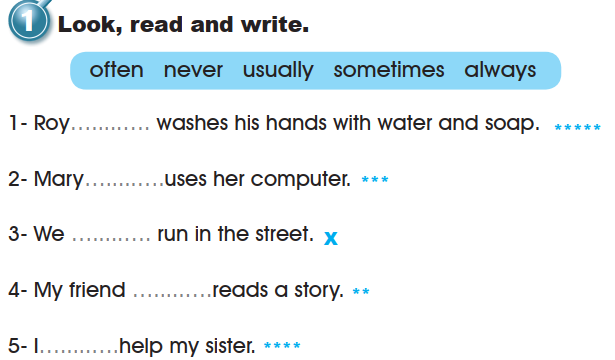 1 Look, read and write.
often never usually sometimes always
1- Roy............ washes his hands with water and soap. *****
2- Mary............uses her computer. ***
3- We ............ run in the street. x
4- My friend ............reads a story. **
5- I............help my sister. ****